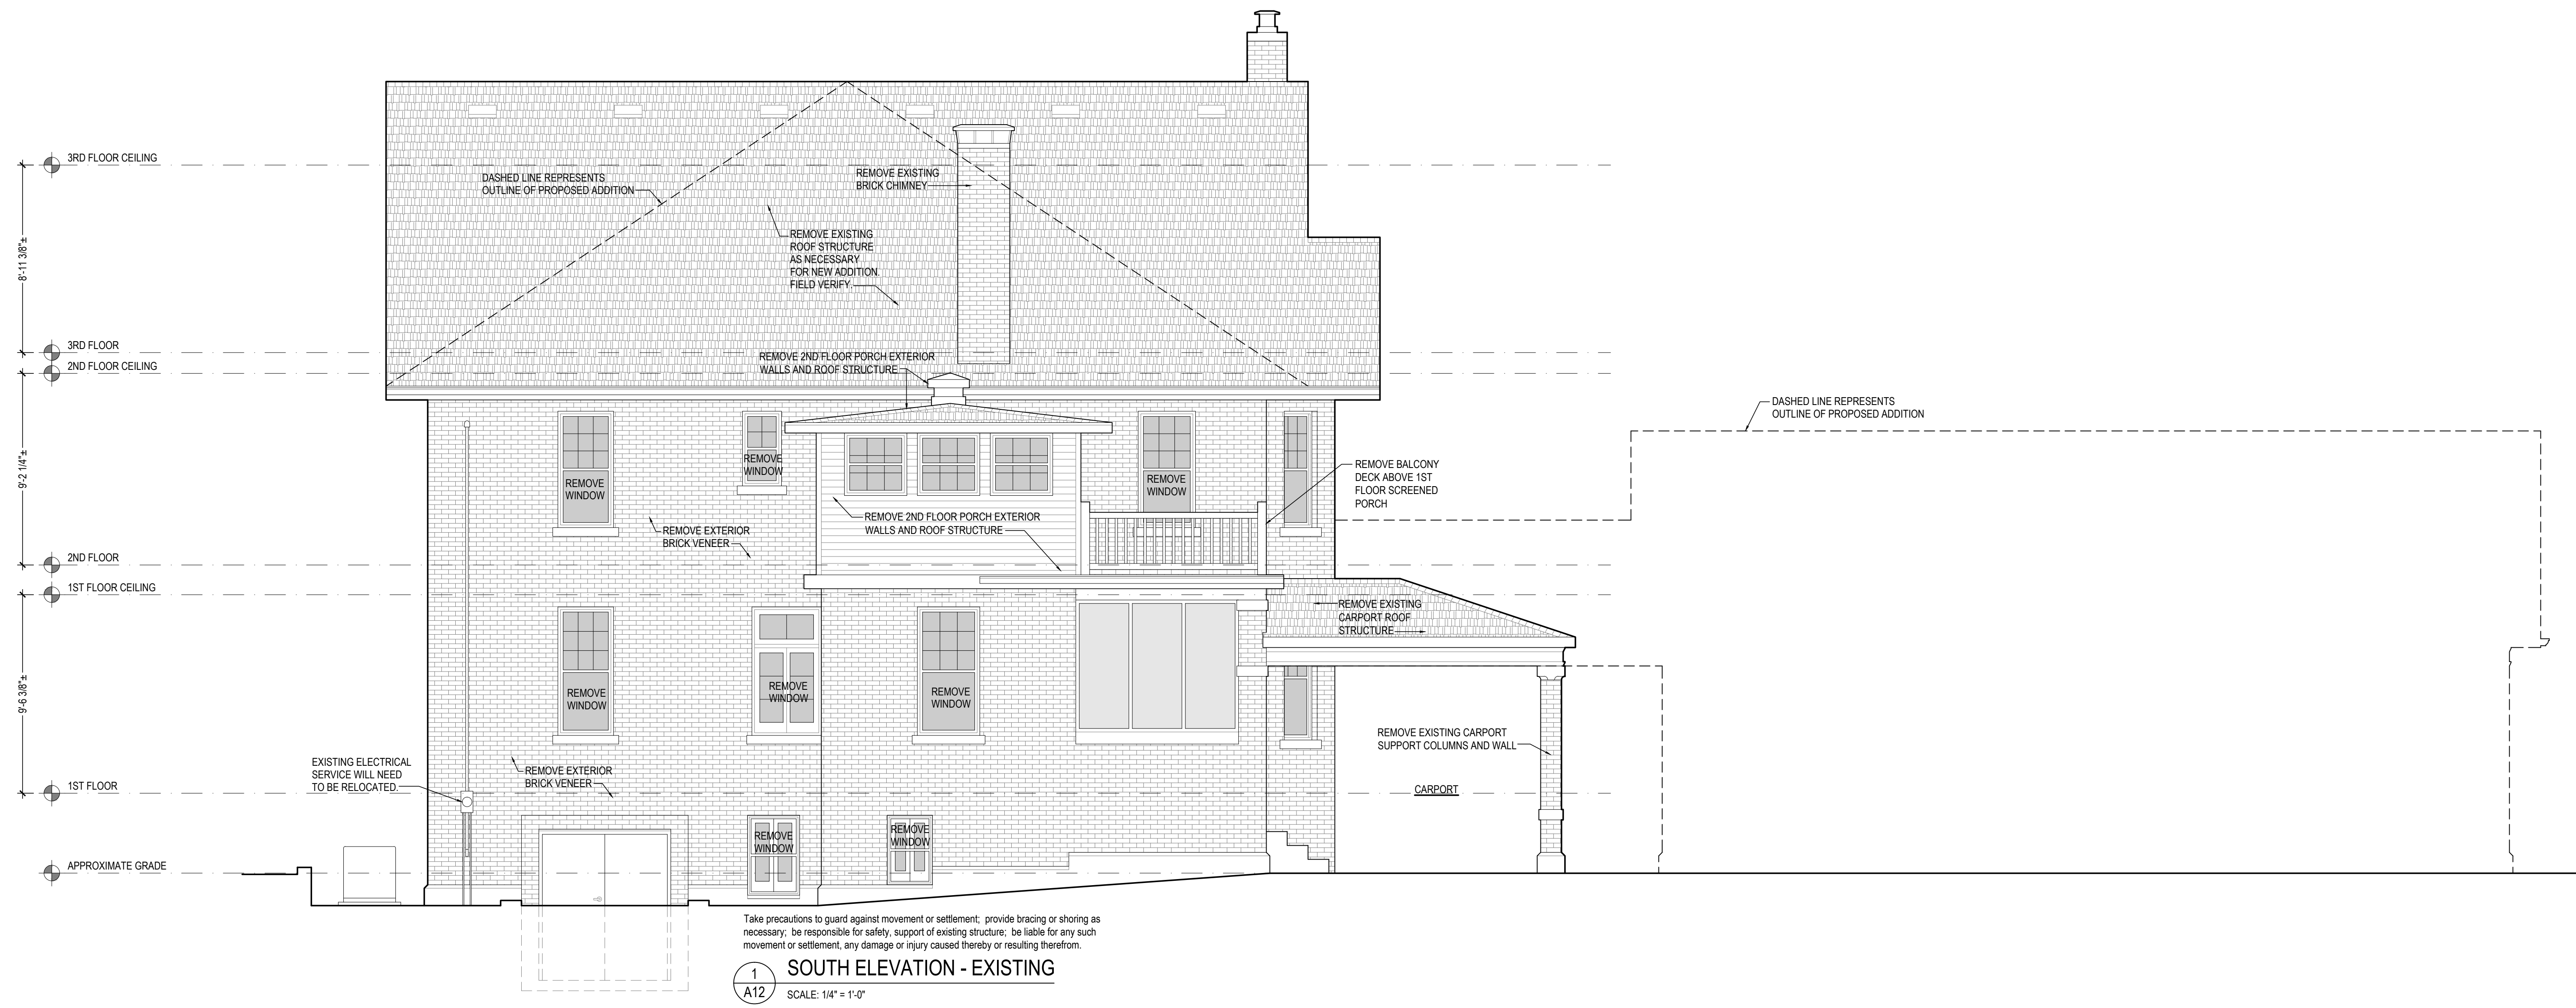 3RD FLOOR CEILING
8'-11 3/8"±
3RD FLOOR
2ND FLOOR CEILING
9'-2 1/4"±
2ND FLOOR
1ST FLOOR CEILING
9'-6 3/8"±
1ST FLOOR
APPROXIMATE GRADE
DASHED LINE REPRESENTS
OUTLINE OF PROPOSED ADDITION
REMOVE EXISTING
BRICK CHIMNEY
REMOVE EXISTING
ROOF STRUCTURE
AS NECESSARY
FOR NEW ADDITION.
FIELD VERIFY.
REMOVE 2ND FLOOR PORCH EXTERIOR
WALLS AND ROOF STRUCTURE
DASHED LINE REPRESENTS
OUTLINE OF PROPOSED ADDITION
REMOVE
WINDOW
REMOVE
WINDOW
REMOVE
WINDOW
REMOVE BALCONY
DECK ABOVE 1ST
FLOOR SCREENED
PORCH
REMOVE EXTERIOR
BRICK VENEER
REMOVE 2ND FLOOR PORCH EXTERIOR
WALLS AND ROOF STRUCTURE
REMOVE EXISTING
CARPORT ROOF
STRUCTURE
REMOVE
WINDOW
REMOVE
WINDOW
REMOVE
WINDOW
REMOVE EXISTING CARPORT
SUPPORT COLUMNS AND WALL
EXISTING ELECTRICAL
SERVICE WILL NEED
TO BE RELOCATED.
REMOVE EXTERIOR
BRICK VENEER
CARPORT
REMOVE
WINDOW
REMOVE
WINDOW
Take precautions to guard against movement or settlement; provide bracing or shoring as
necessary; be responsible for safety, support of existing structure; be liable for any such
movement or settlement, any damage or injury caused thereby or resulting therefrom.
1
A12
SOUTH ELEVATION - EXISTING
SCALE: 1/4" = 1'-0"